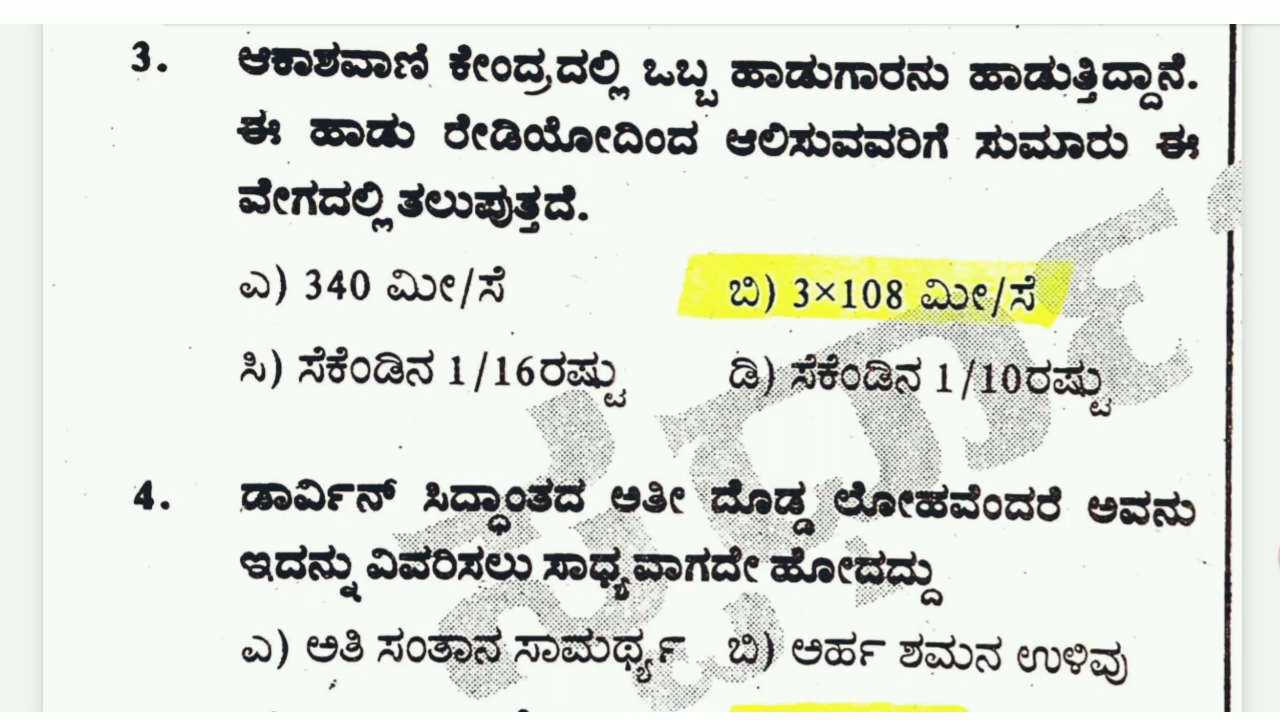 3. ಆಕಾಶವಾಣಿ ಕೇಂದ್ರದಲ್ಲಿ ಒಬ್ಬ ಹಾಡುಗಾರನು ಹಾಡುತ್ತಿದ್ದಾನೆ.
ಈ ಹಾಡು ರೇಡಿಯೋದಿಂದ ಆಲಿಸುವವರಿಗೆ ಸುಮಾರು ಈ
ವೇಗದಲ್ಲಿ ತಲುಪುತ್ತದೆ.
ಎ) 340 ಮೀ/ಸೆ ಬಿ) 3×108 ಮೀ/ಸೆ
ಸಿ) ಸೆಕೆಂಡಿನ 1/16ರಷ್ಟು ಡಿ) ಸೆಕೆಂಡಿನ 1/10ರಷ್ಟು
4. ಡಾರ್ವಿನ್ ಸಿದ್ಧಾಂತದ ಅತೀ ದೊಡ್ಡ ಲೋಹವೆಂದರೆ ಅವನು
ಇದನ್ನು ವಿವರಿಸಲು ಸಾಧ್ಯವಾಗದೇ ಹೋದದ್ದು
ಎ) ಅತಿ ಸಂತಾನ ಸಾಮರ್ಥ್ಯ ಬಿ) ಅರ್ಹ ಶಮನ ಉಳಿವು